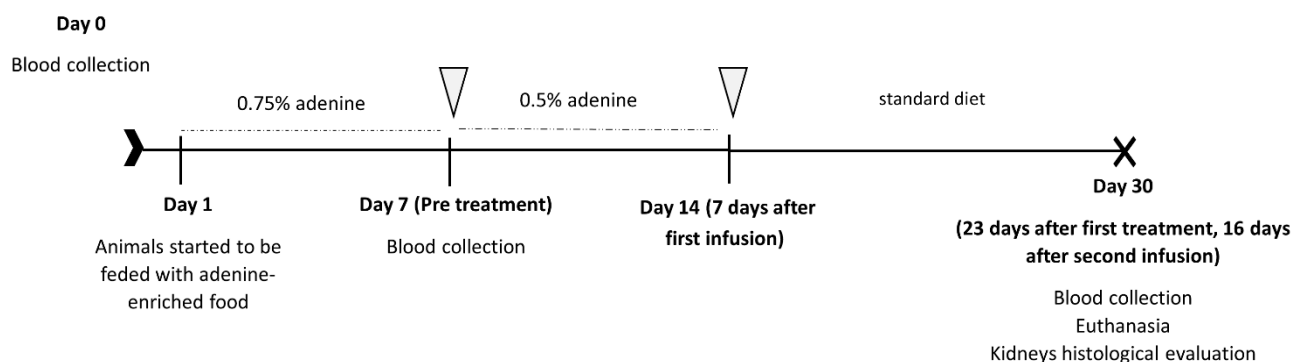 Day 0
Blood collection
0.75% adenine
0.5% adenine
standard diet
Day 1
Animals started to be
feded with adenine-
enriched food
Day 7 (Pre treatment)
Blood collection
Day 14 (7 days after
first infusion)
Day 30
(23 days after first treatment, 16 days
after second infusion)
Blood collection
Euthanasia
Kidneys histological evaluation